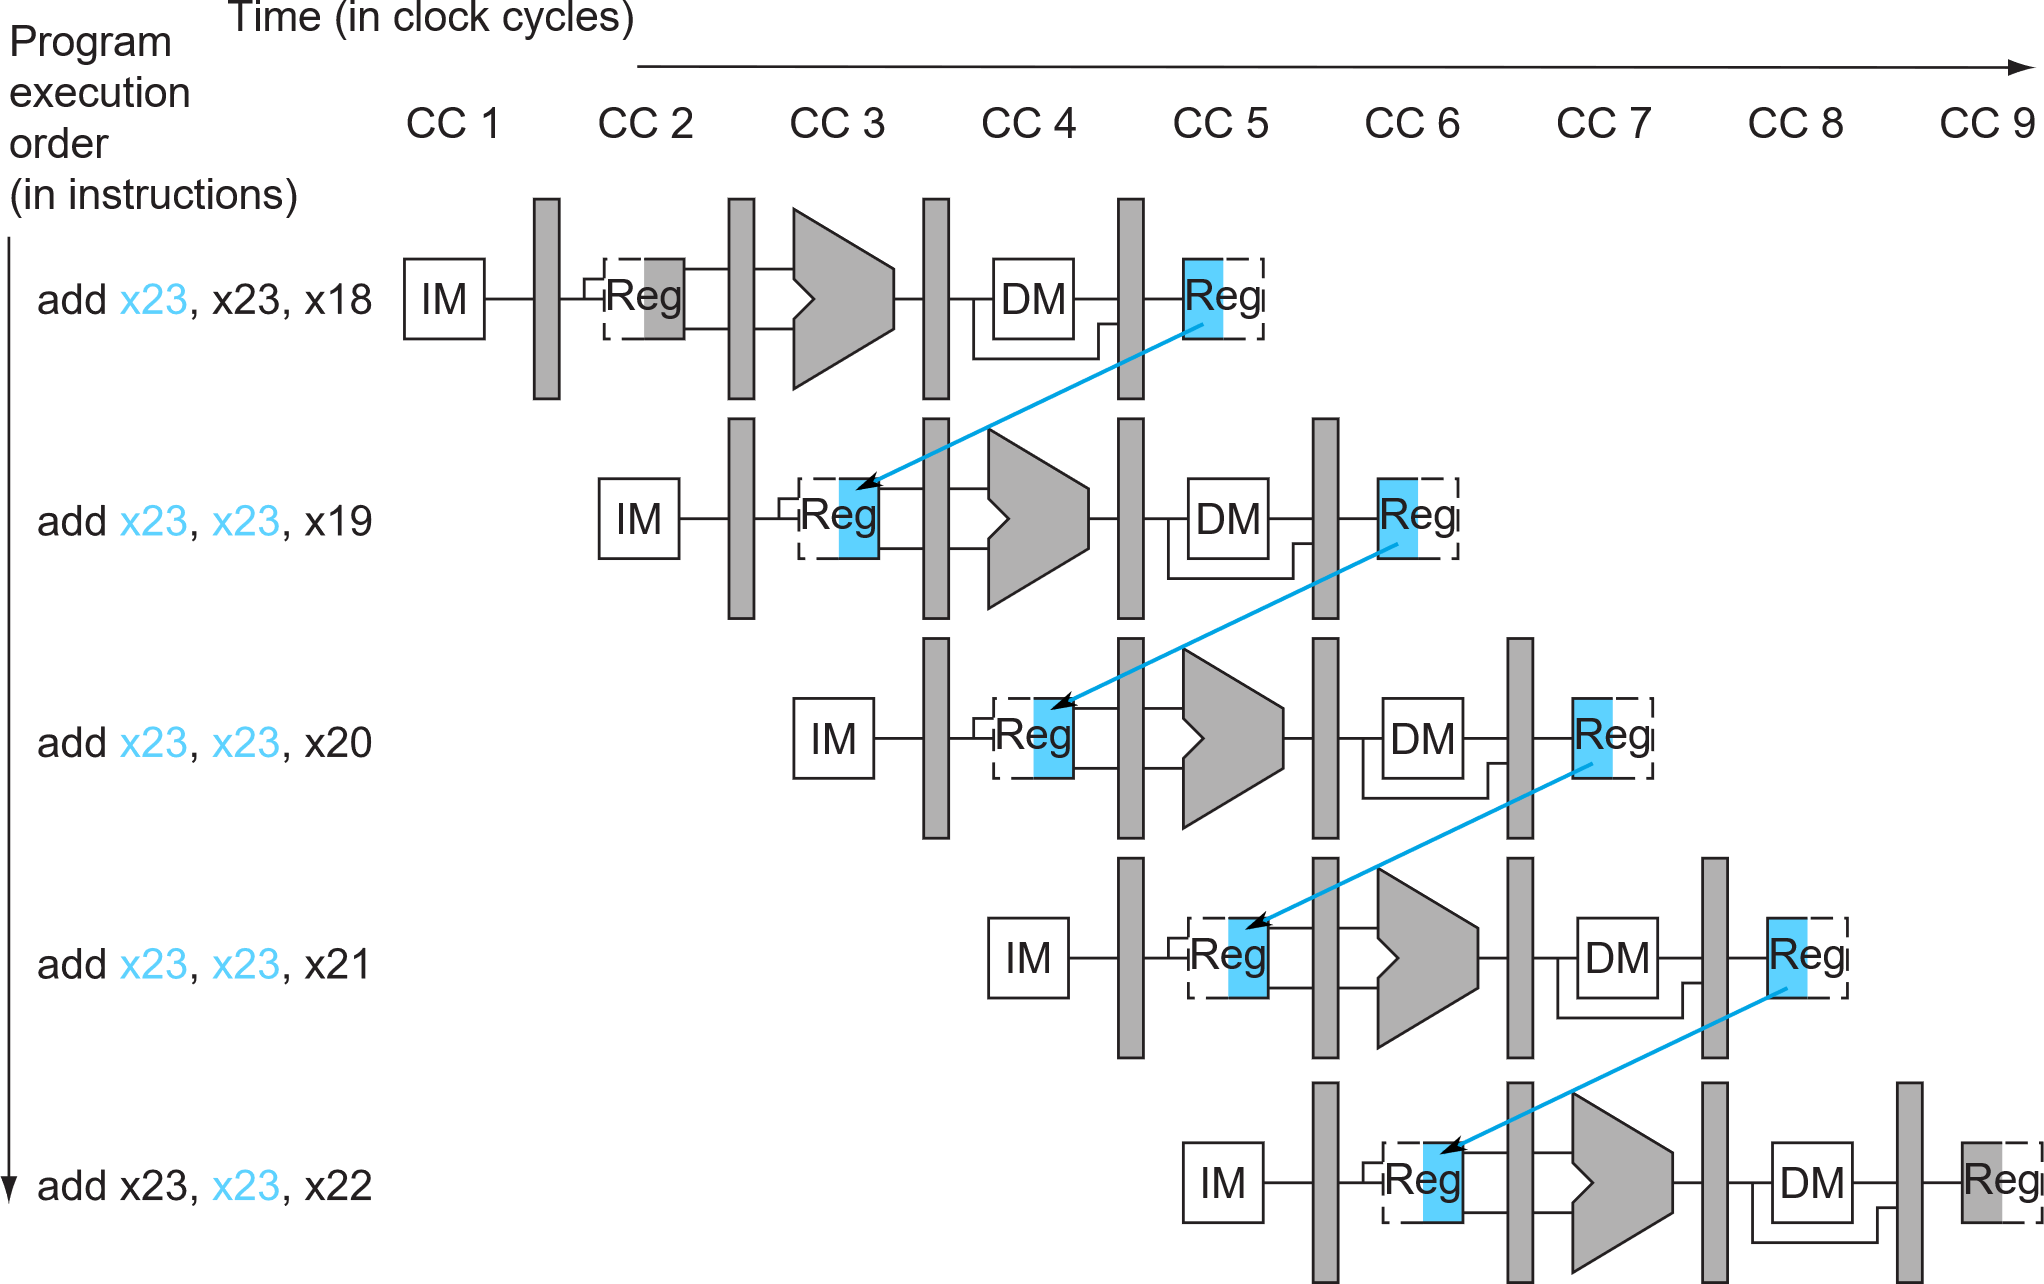 Time (in clock cycles)
Program
execution
order
(in instructions)
CC 1 CC 2 CC 3 CC 4 CC 5 CC 6 CC 7 CC 8 CC 9
add x23, x23, x18 IM Reg DM Reg
add x23, x23, x19 IM Reg DM Reg
add x23, x23, x20 IM Reg DM Reg
add x23, x23, x21 IM Reg DM Reg
add x23, x23, x22 IM Reg DM Reg